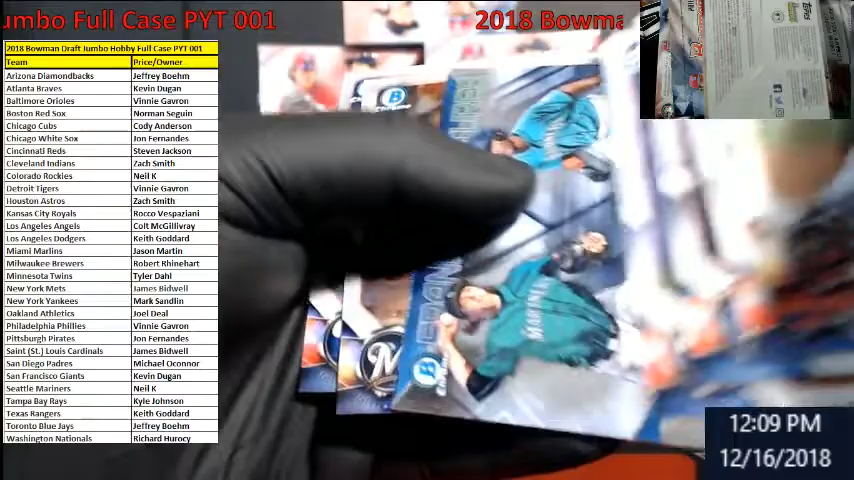 umbo Full Case PYT 001
2018 Bowma
2018 Bowman Draft Jumbo Hobby Full Case PYT 001
Team Price/Owner
Arizona Diamondbacks Jeffrey Boehm
Atlanta Braves Kevin Dugan
Baltimore Orioles Vinnie Gavron
Boston Red Sox Norman Seguin
Chicago Cubs Cody Anderson
Chicago White Sox Jon Fernandes
Cincinnati Reds Steven Jackson
Cleveland Indians Zach Smith
Colorado Rockies Neil K
Detroit Tigers Vinnie Gavron
Houston Astros Zach Smith
Kansas City Royals Rocco Vespaziani
Los Angeles Angels Colt McGillivray
Los Angeles Dodgers Keith Goddard
Miami Marlins Jason Martin
Milwaukee Brewers Robert Rhinehart
Minnesota Twins Tyler Dahl
New York Mets James Bidwell
New York Yankees Mark Sandlin
Oakland Athletics Joel Deal
Philadelphia Phillies Vinnie Gavron
Pittsburgh Pirates Jon Fernandes
Saint (St.) Louis Cardinals James Bidwell
San Diego Padres Michael Oconnor
San Francisco Giants Kevin Dugan
Seattle Mariners Neil K
Tampa Bay Rays Kyle Johnson
Texas Rangers Keith Goddard
Toronto Blue Jays Jeffrey Boehm
Washington Nationals Richard Hurocy
12:09 PM
12/16/2018